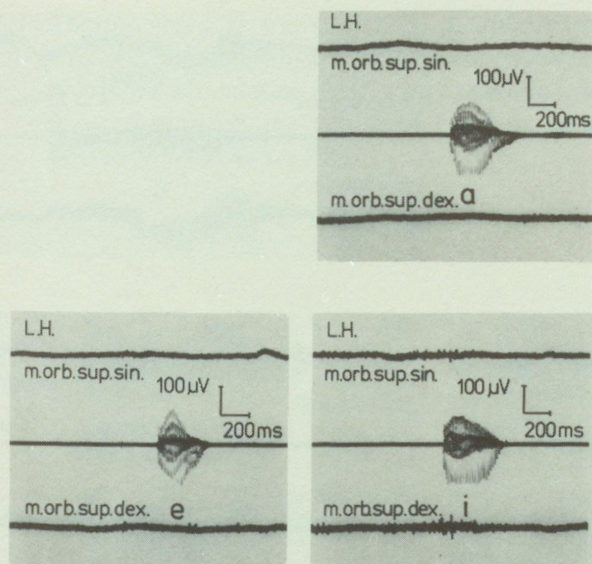 L.H.
m.orb.sup.sin.
100µV
200ms
m.orb.sup.dex. a
L.H.
m.orb.sup.sin.
100µV
200ms
m.orb.sup.dex. e
L.H.
m.orb.sup.sin.
100µV
200ms
m.orb.sup.dex. i